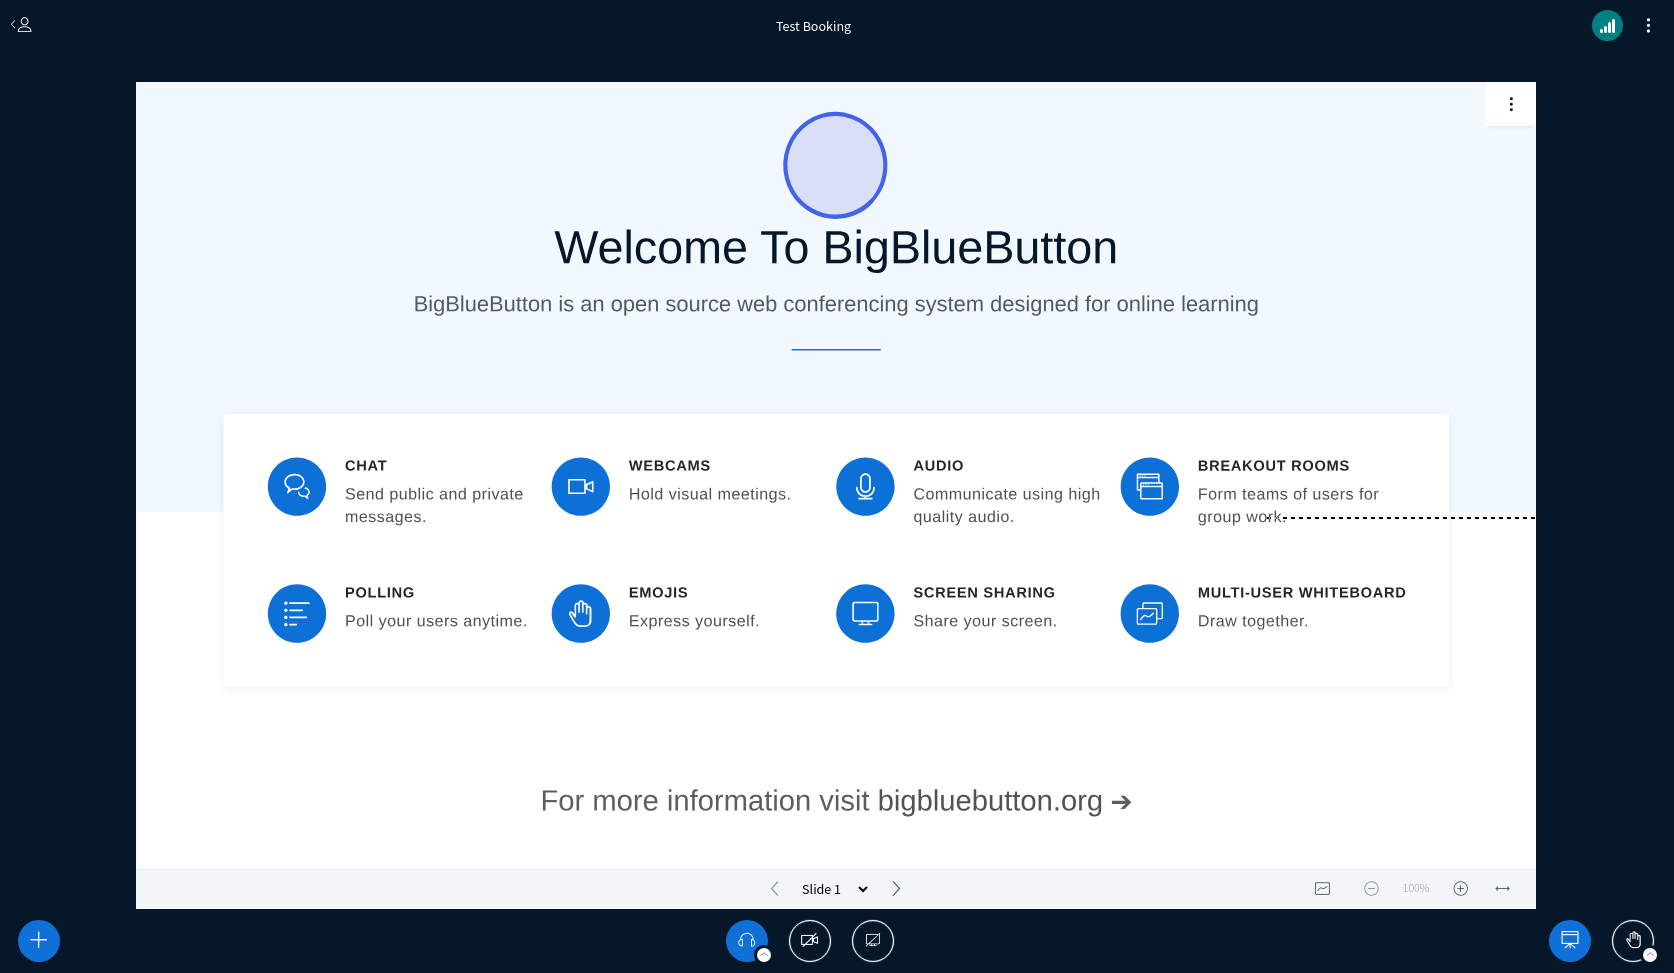 Test Booking
Welcome To BigBlueButton
BigBlueButton is an open source web conferencing system designed for online learning
CHAT
Send public and private
messages.
WEBCAMS
Hold visual meetings.
AUDIO
Communicate using high
quality audio.
BREAKOUT ROOMS
Form teams of users for
group work.
POLLING
Poll your users anytime.
EMOJIS
Express yourself.
SCREEN SHARING
Share your screen.
MULTI-USER WHITEBOARD
Draw together.
For more information visit bigbluebutton.org ➔
Slide 1
100%